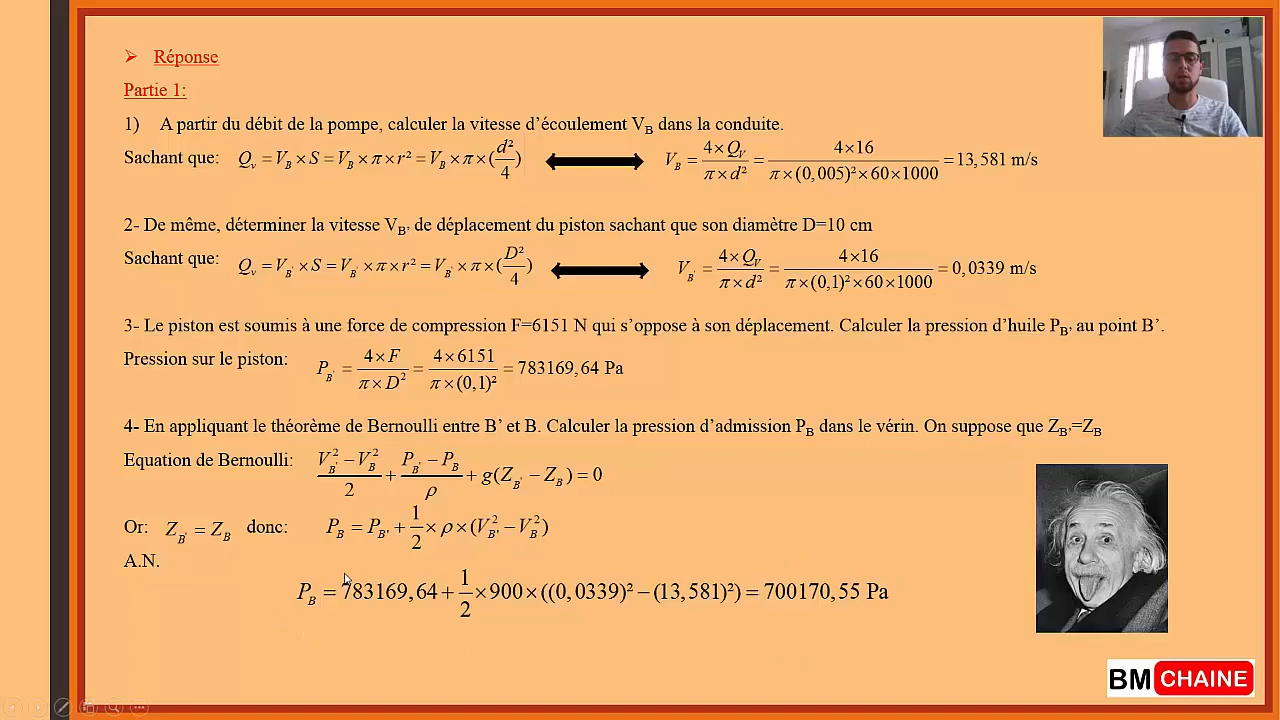 ➢ Réponse
Partie 1:
1) A partir du débit de la pompe, calculer la vitesse d’écoulement V_B dans la conduite.
Sachant que: Q_v = V_B × S = V_B × π × r² = V_B × π × (d²/4) ⟷ V_B = (4 × Q_V)/(π × d²) = (4 × 16)/(π × (0,005)² × 60 × 1000) = 13,581 m/s
2- De même, déterminer la vitesse V_B’ de déplacement du piston sachant que son diamètre D=10 cm
Sachant que: Q_v = V_B' × S = V_B' × π × r² = V_B' × π × (D²/4) ⟷ V_B' = (4 × Q_V)/(π × d²) = (4 × 16)/(π × (0,1)² × 60 × 1000) = 0,0339 m/s
3- Le piston est soumis à une force de compression F=6151 N qui s’oppose à son déplacement. Calculer la pression d’huile P_B’ au point B’.
Pression sur le piston: P_B' = (4 × F)/(π × D²) = (4 × 6151)/(π × (0,1)²) = 783169,64 Pa
4- En appliquant le théorème de Bernoulli entre B’ et B. Calculer la pression d’admission P_B dans le vérin. On suppose que Z_B’=Z_B
Equation de Bernoulli: (V_B'² − V_B²)/2 + (P_B' − P_B)/ρ + g(Z_B' − Z_B) = 0
Or: Z_B' = Z_B donc: P_B = P_B' + 1/2 × ρ × (V_B'² − V_B²)
A.N.
P_B = 783169,64 + 1/2 × 900 × ((0,0339)² − (13,581)²) = 700170,55 Pa
BM CHAINE